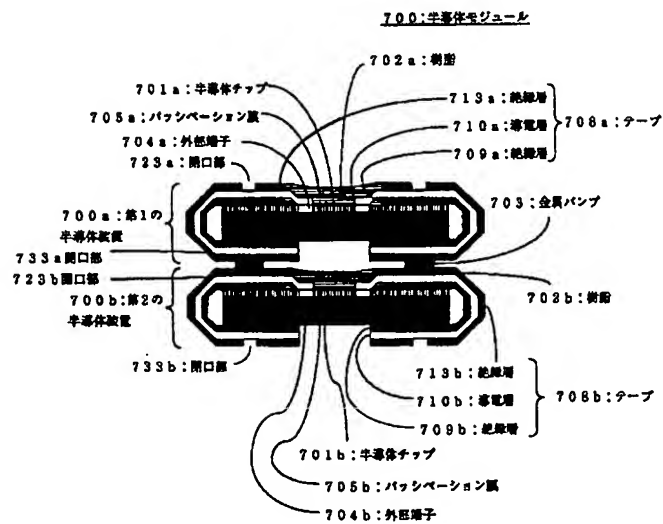 700:半導体モジュール
702a:樹脂
701a:半導体チップ
705a:パッシベーション膜
704a:外部端子
723a:開口部
713a:絶縁層
710a:導電層
709a:絶縁層
708a:テープ
700a:第1の
半導体装置
703:金属バンプ
733a開口部
723b開口部
700b:第2の
半導体装置
702b:樹脂
733b:開口部
713b:絶縁層
710b:導電層
709b:絶縁層
708b:テープ
701b:半導体チップ
705b:パッシベーション膜
704b:外部端子